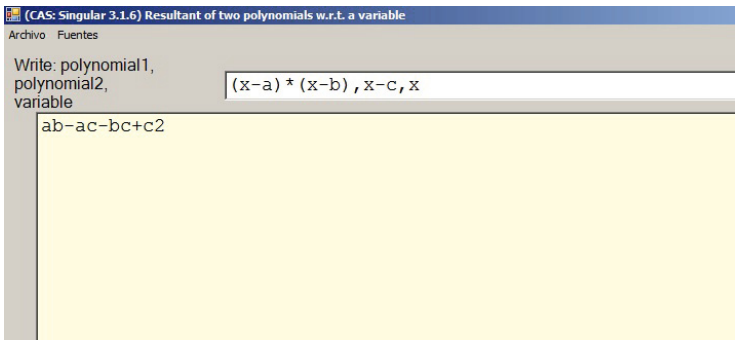 (CAS: Singular 3.1.6) Resultant of two polynomials w.r.t. a variable
Archivo Fuentes
Write: polynomial1,
polynomial2,
variable
(x-a)*(x-b),x-c,x
ab-ac-bc+c2